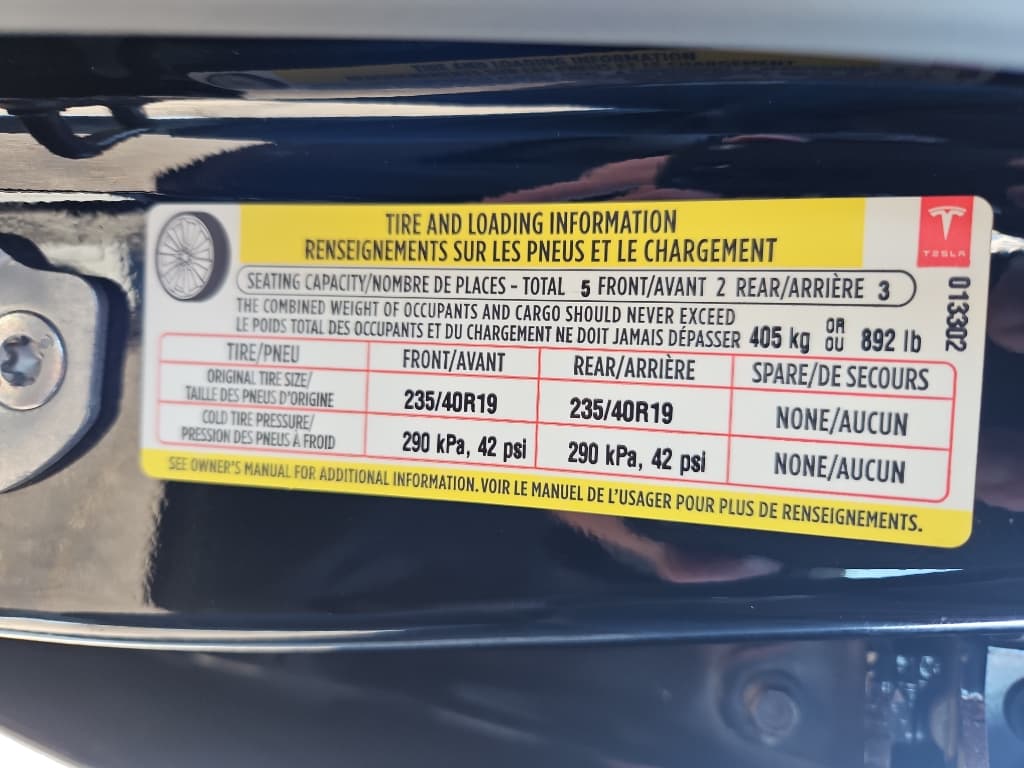 TIRE AND LOADING INFORMATION
RENSEIGNEMENTS SUR LES PNEUS ET LE CHARGEMENT
TESLA
SEATING CAPACITY/NOMBRE DE PLACES - TOTAL 5 FRONT/AVANT 2 REAR/ARRIÈRE 3
THE COMBINED WEIGHT OF OCCUPANTS AND CARGO SHOULD NEVER EXCEED
LE POIDS TOTAL DES OCCUPANTS ET DU CHARGEMENT NE DOIT JAMAIS DÉPASSER 405 kg OR OU 892 lb
013302
TIRE/PNEU FRONT/AVANT REAR/ARRIÈRE SPARE/DE SECOURS
ORIGINAL TIRE SIZE/
TAILLE DES PNEUS D'ORIGINE 235/40R19 235/40R19 NONE/AUCUN
COLD TIRE PRESSURE/
PRESSION DES PNEUS À FROID 290 kPa, 42 psi 290 kPa, 42 psi NONE/AUCUN
SEE OWNER'S MANUAL FOR ADDITIONAL INFORMATION. VOIR LE MANUEL DE L'USAGER POUR PLUS DE RENSEIGNEMENTS.